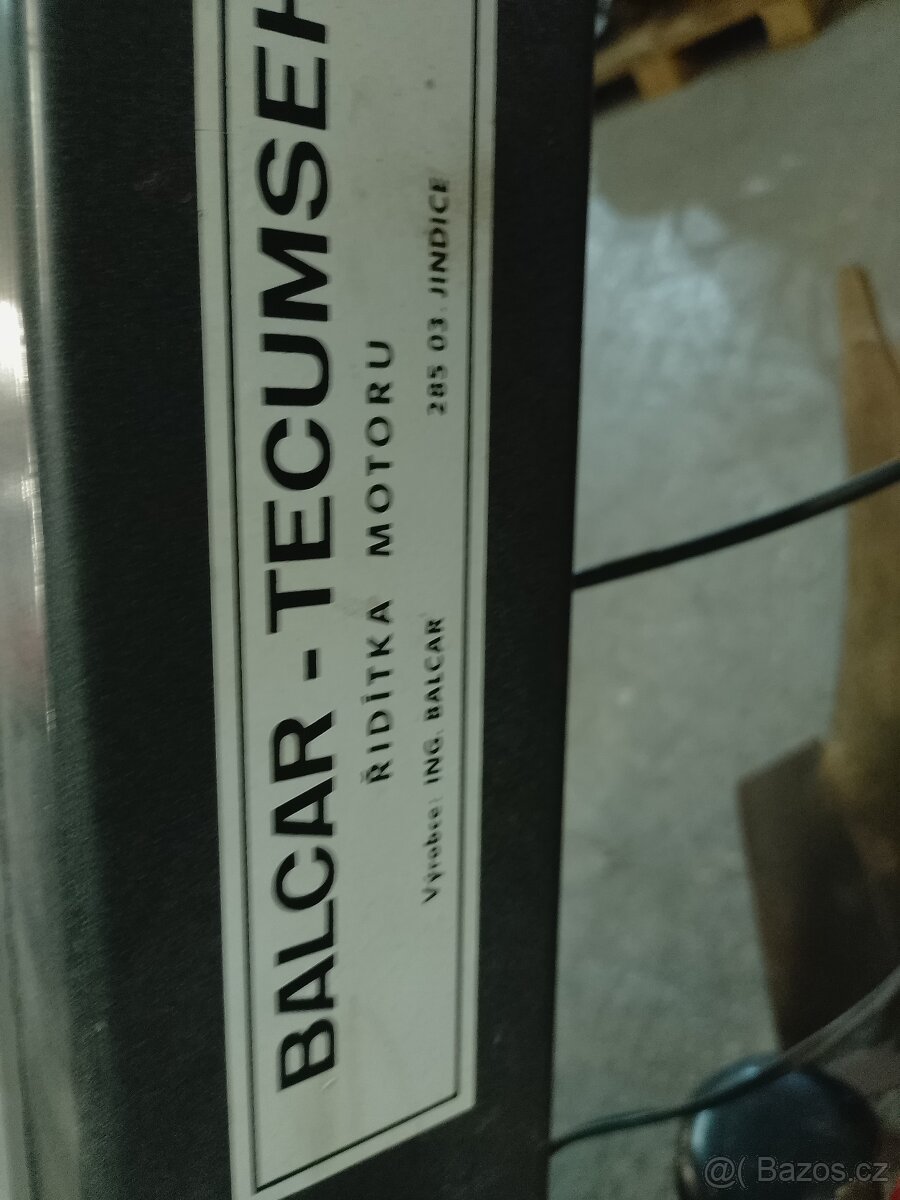 BALCAR - TECUMSEH
ŘIDÍTKA MOTORU
Výrobce: ING. BALCAR 285 03. JINDICE
@( Bazos.cz